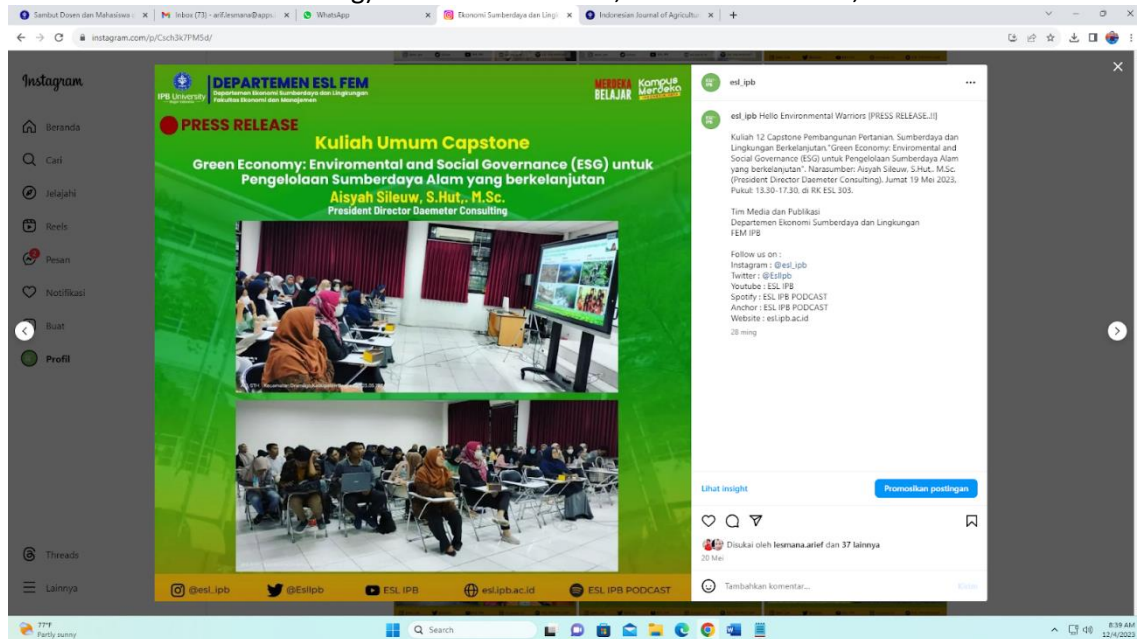 Sambut Dosen dan Mahasiswa
Inbox (73) - arif.lesmana@apps.i
WhatsApp
Ekonomi Sumberdaya dan Lingk
Indonesian Journal of Agricultur
instagram.com/p/Csch3k7PM5d/
Instagram
Beranda
Cari
Jelajahi
Reels
Pesan
Notifikasi
Buat
Profil
Threads
Lainnya
IPB University
DEPARTEMEN ESL FEM
Departemen Ekonomi Sumberdaya dan Lingkungan
Fakultas Ekonomi dan Manajemen
MERDEKA
BELAJAR
Kampus
Merdeka
PRESS RELEASE
Kuliah Umum Capstone
Green Economy: Enviromental and Social Governance (ESG) untuk
Pengelolaan Sumberdaya Alam yang berkelanjutan
Aisyah Sileuw, S.Hut,. M.Sc.
President Director Daemeter Consulting
@esl_ipb
@Eslipb
ESL IPB
esl.ipb.ac.id
ESL IPB PODCAST
esl_ipb
esl_ipb Hello Environmental Warriors [PRESS RELEASE..!!]
Kuliah 12 Capstone Pembangunan Pertanian, Sumberdaya dan
Lingkungan Berkelanjutan."Green Economy: Enviromental and
Social Governance (ESG) untuk Pengelolaan Sumberdaya Alam
yang berkelanjutan". Narasumber: Aisyah Sileuw, S.Hut,. M.Sc.
(President Director Daemeter Consulting). Jumat 19 Mei 2023,
Pukul: 13.30-17.30, di RK ESL 303.
Tim Media dan Publikasi
Departemen Ekonomi Sumberdaya dan Lingkungan
FEM IPB
Follow us on :
Instagram : @esl_ipb
Twitter : @EslIpb
Youtube : ESL IPB
Spotify : ESL IPB PODCAST
Anchor : ESL IPB PODCAST
Website : esl.ipb.ac.id
28 ming
Lihat insight
Promosikan postingan
Disukai oleh lesmana.arief dan 37 lainnya
20 Mei
Tambahkan komentar...
Kirim
77°F
Partly sunny
Search
8:39 AM